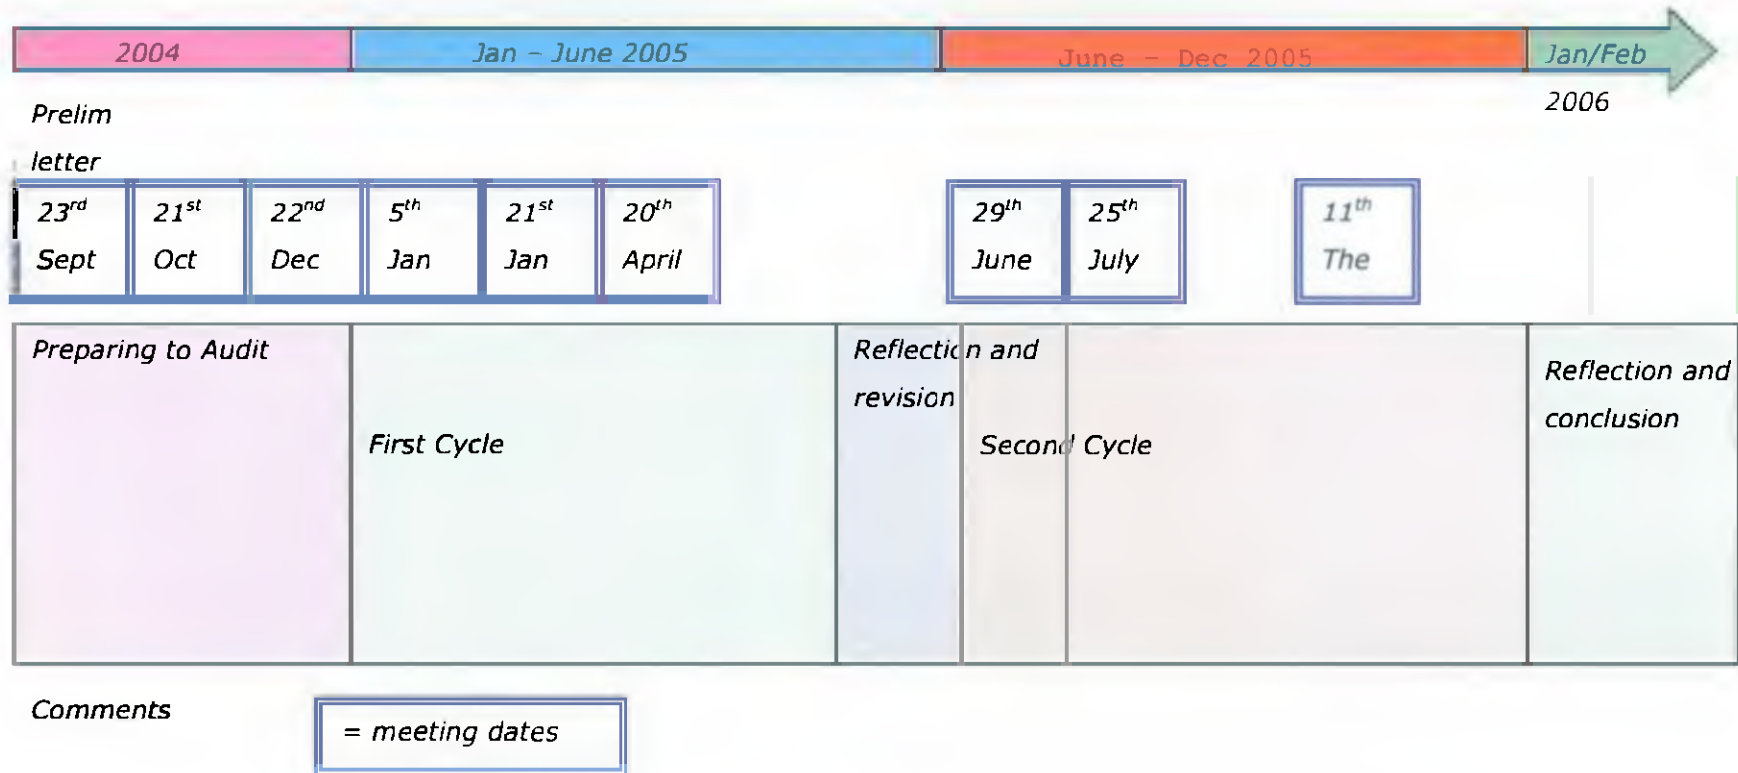 2004 Jan – June 2005 June – Dec 2005 Jan/Feb
2006
Prelim
letter
23rd 21st 22nd 5th 21st 20th 29th 25th 11th
Sept Oct Dec Jan Jan April June July The
Preparing to Audit
First Cycle
Reflection and
revision
Second Cycle
Reflection and
conclusion
Comments
= meeting dates